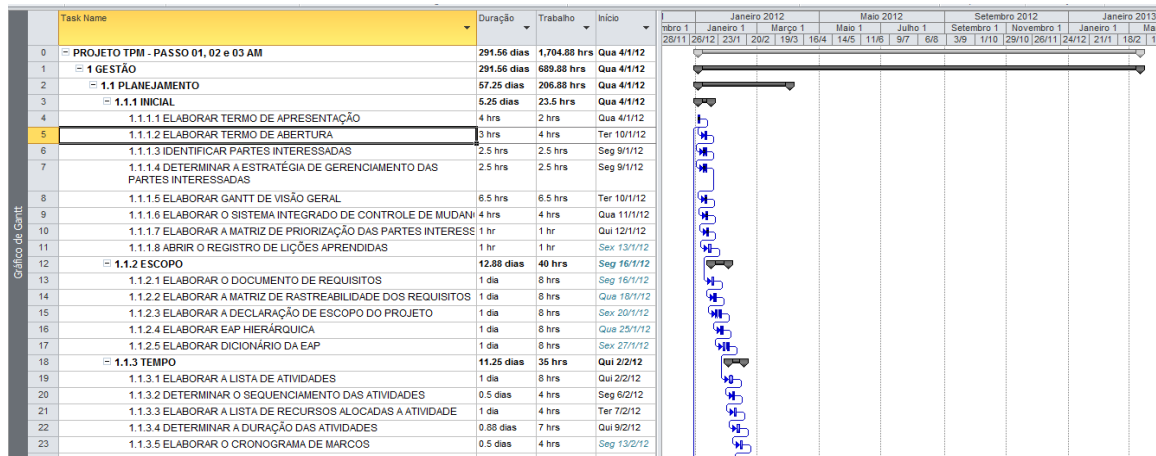 Task Name Duração Trabalho Início
Janeiro 2012 Maio 2012 Setembro 2012 Janeiro 2013
mbro 1 Janeiro 1 Março 1 Maio 1 Julho 1 Setembro 1 Novembro 1 Janeiro 1 Ma
28/11 26/12 23/1 20/2 19/3 16/4 14/5 11/6 9/7 6/8 3/9 1/10 29/10 26/11 24/12 21/1 18/2 1
0 PROJETO TPM - PASSO 01, 02 e 03 AM 291.56 dias 1,704.88 hrs Qua 4/1/12
1 1 GESTÃO 291.56 dias 689.88 hrs Qua 4/1/12
2 1.1 PLANEJAMENTO 57.25 dias 206.88 hrs Qua 4/1/12
3 1.1.1 INICIAL 5.25 dias 23.5 hrs Qua 4/1/12
4 1.1.1.1 ELABORAR TERMO DE APRESENTAÇÃO 4 hrs 2 hrs Qua 4/1/12
5 1.1.1.2 ELABORAR TERMO DE ABERTURA 3 hrs 4 hrs Ter 10/1/12
6 1.1.1.3 IDENTIFICAR PARTES INTERESSADAS 2.5 hrs 2.5 hrs Seg 9/1/12
7 1.1.1.4 DETERMINAR A ESTRATÉGIA DE GERENCIAMENTO DAS 2.5 hrs 2.5 hrs Seg 9/1/12
PARTES INTERESSADAS
8 1.1.1.5 ELABORAR GANTT DE VISÃO GERAL 6.5 hrs 6.5 hrs Ter 10/1/12
9 1.1.1.6 ELABORAR O SISTEMA INTEGRADO DE CONTROLE DE MUDAN 4 hrs 4 hrs Qua 11/1/12
10 1.1.1.7 ELABORAR A MATRIZ DE PRIORIZAÇÃO DAS PARTES INTERESS 1 hr 1 hr Qui 12/1/12
11 1.1.1.8 ABRIR O REGISTRO DE LIÇÕES APRENDIDAS 1 hr 1 hr Sex 13/1/12
12 1.1.2 ESCOPO 12.88 dias 40 hrs Seg 16/1/12
13 1.1.2.1 ELABORAR O DOCUMENTO DE REQUISITOS 1 dia 8 hrs Seg 16/1/12
14 1.1.2.2 ELABORAR A MATRIZ DE RASTREABILIDADE DOS REQUISITOS 1 dia 8 hrs Qua 18/1/12
15 1.1.2.3 ELABORAR A DECLARAÇÃO DE ESCOPO DO PROJETO 1 dia 8 hrs Sex 20/1/12
16 1.1.2.4 ELABORAR EAP HIERÁRQUICA 1 dia 8 hrs Qua 25/1/12
17 1.1.2.5 ELABORAR DICIONÁRIO DA EAP 1 dia 8 hrs Sex 27/1/12
18 1.1.3 TEMPO 11.25 dias 35 hrs Qui 2/2/12
19 1.1.3.1 ELABORAR A LISTA DE ATIVIDADES 1 dia 8 hrs Qui 2/2/12
20 1.1.3.2 DETERMINAR O SEQUENCIAMENTO DAS ATIVIDADES 0.5 dias 4 hrs Seg 6/2/12
21 1.1.3.3 ELABORAR A LISTA DE RECURSOS ALOCADAS A ATIVIDADE 1 dia 4 hrs Ter 7/2/12
22 1.1.3.4 DETERMINAR A DURAÇÃO DAS ATIVIDADES 0.88 dias 7 hrs Qui 9/2/12
23 1.1.3.5 ELABORAR O CRONOGRAMA DE MARCOS 0.5 dias 4 hrs Seg 13/2/12
Gráfico de Gantt